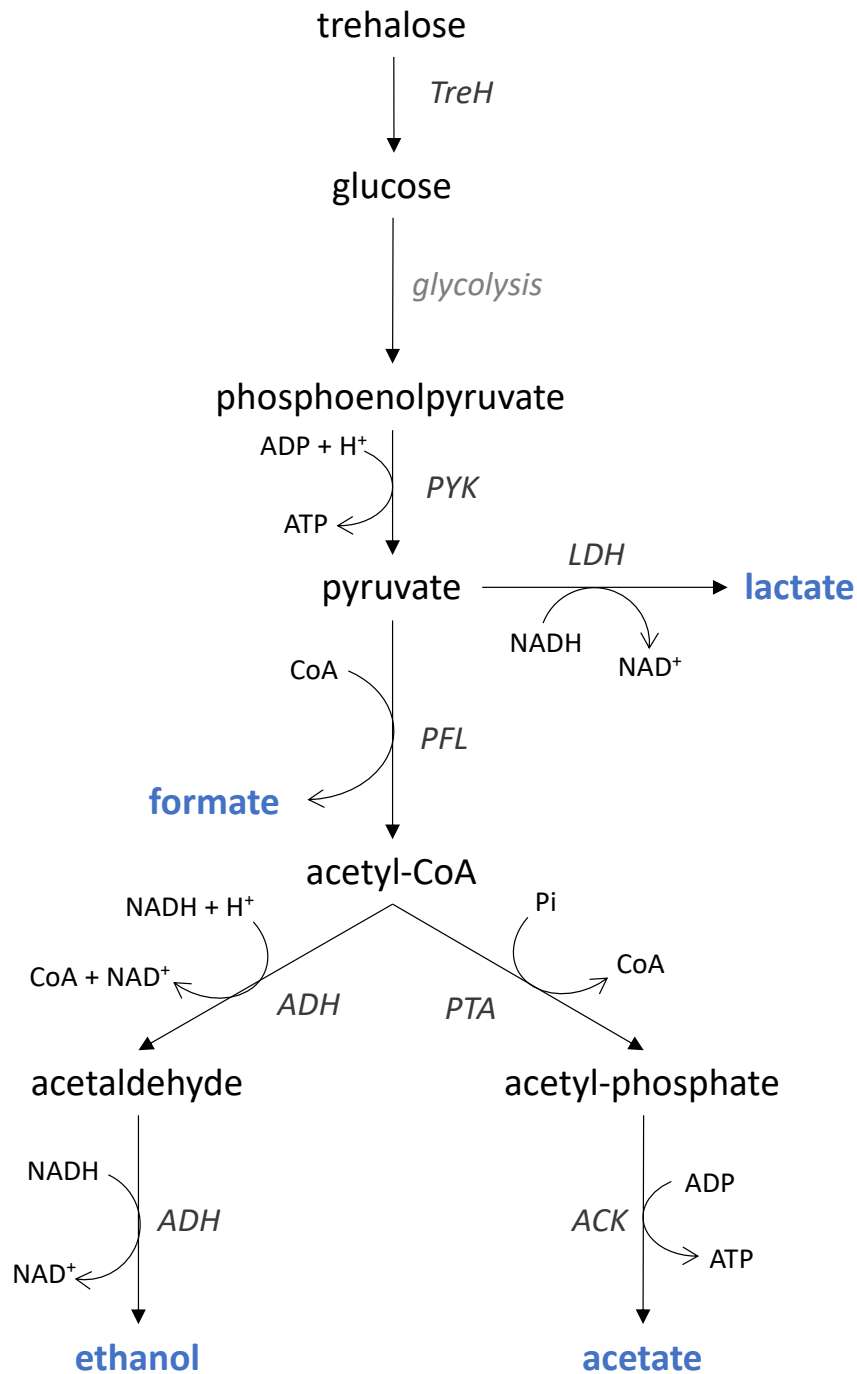 trehalose
TreH
glucose
glycolysis
phosphoenolpyruvate
ADP + H⁺
PYK
ATP
LDH
pyruvate
lactate
NADH
NAD⁺
CoA
PFL
formate
acetyl-CoA
NADH + H⁺
Pi
CoA + NAD⁺
CoA
ADH
PTA
acetaldehyde
acetyl-phosphate
NADH
ADP
ADH
ACK
NAD⁺
ATP
ethanol
acetate